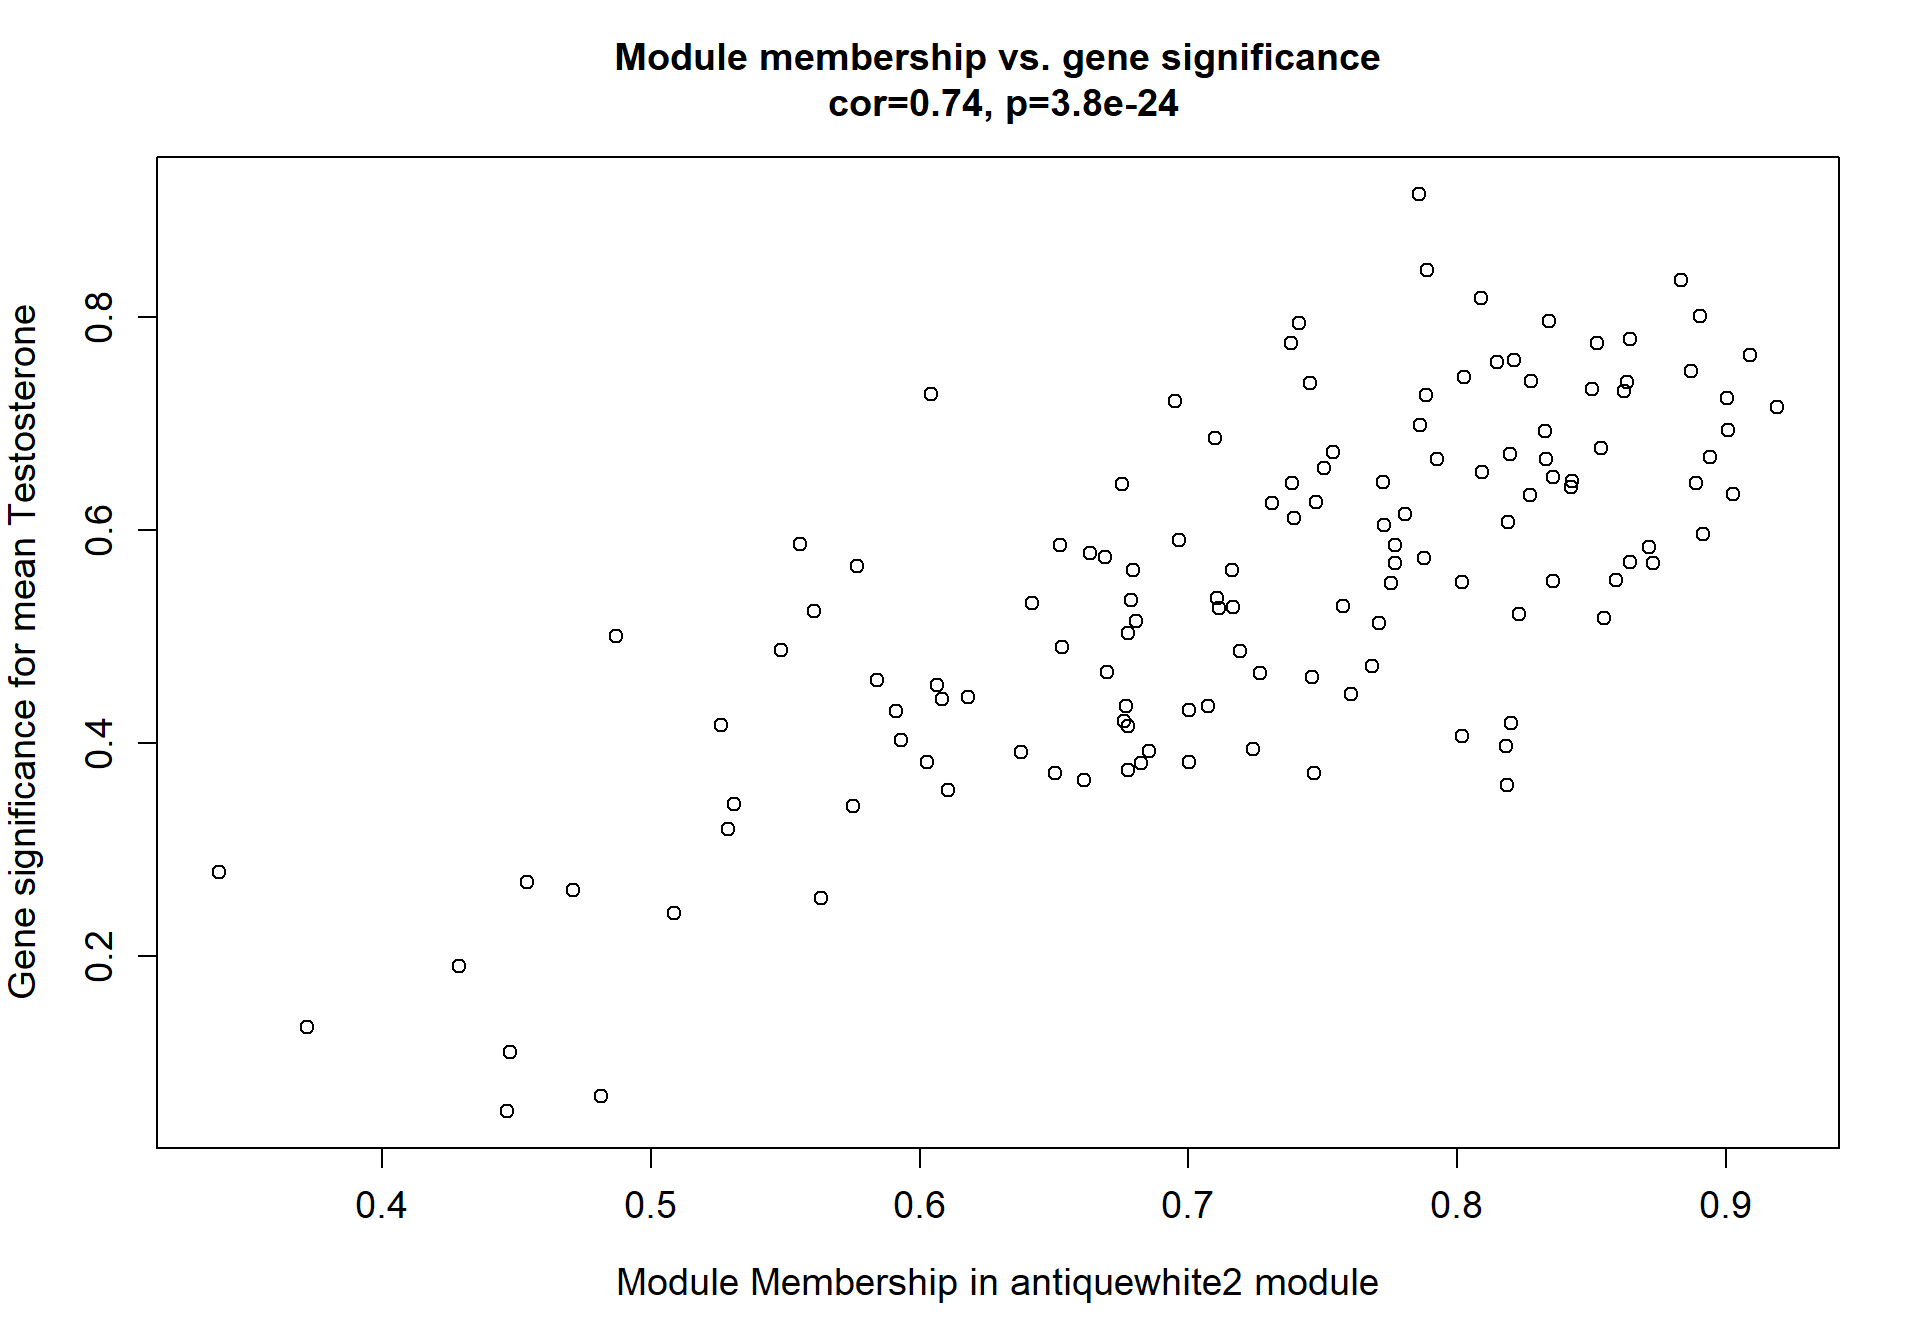 Module membership vs. gene significance
cor=0.74, p=3.8e-24
Gene significance for mean Testosterone
0.8
0.6
0.4
0.2
0.4
0.5
0.6
0.7
0.8
0.9
Module Membership in antiquewhite2 module